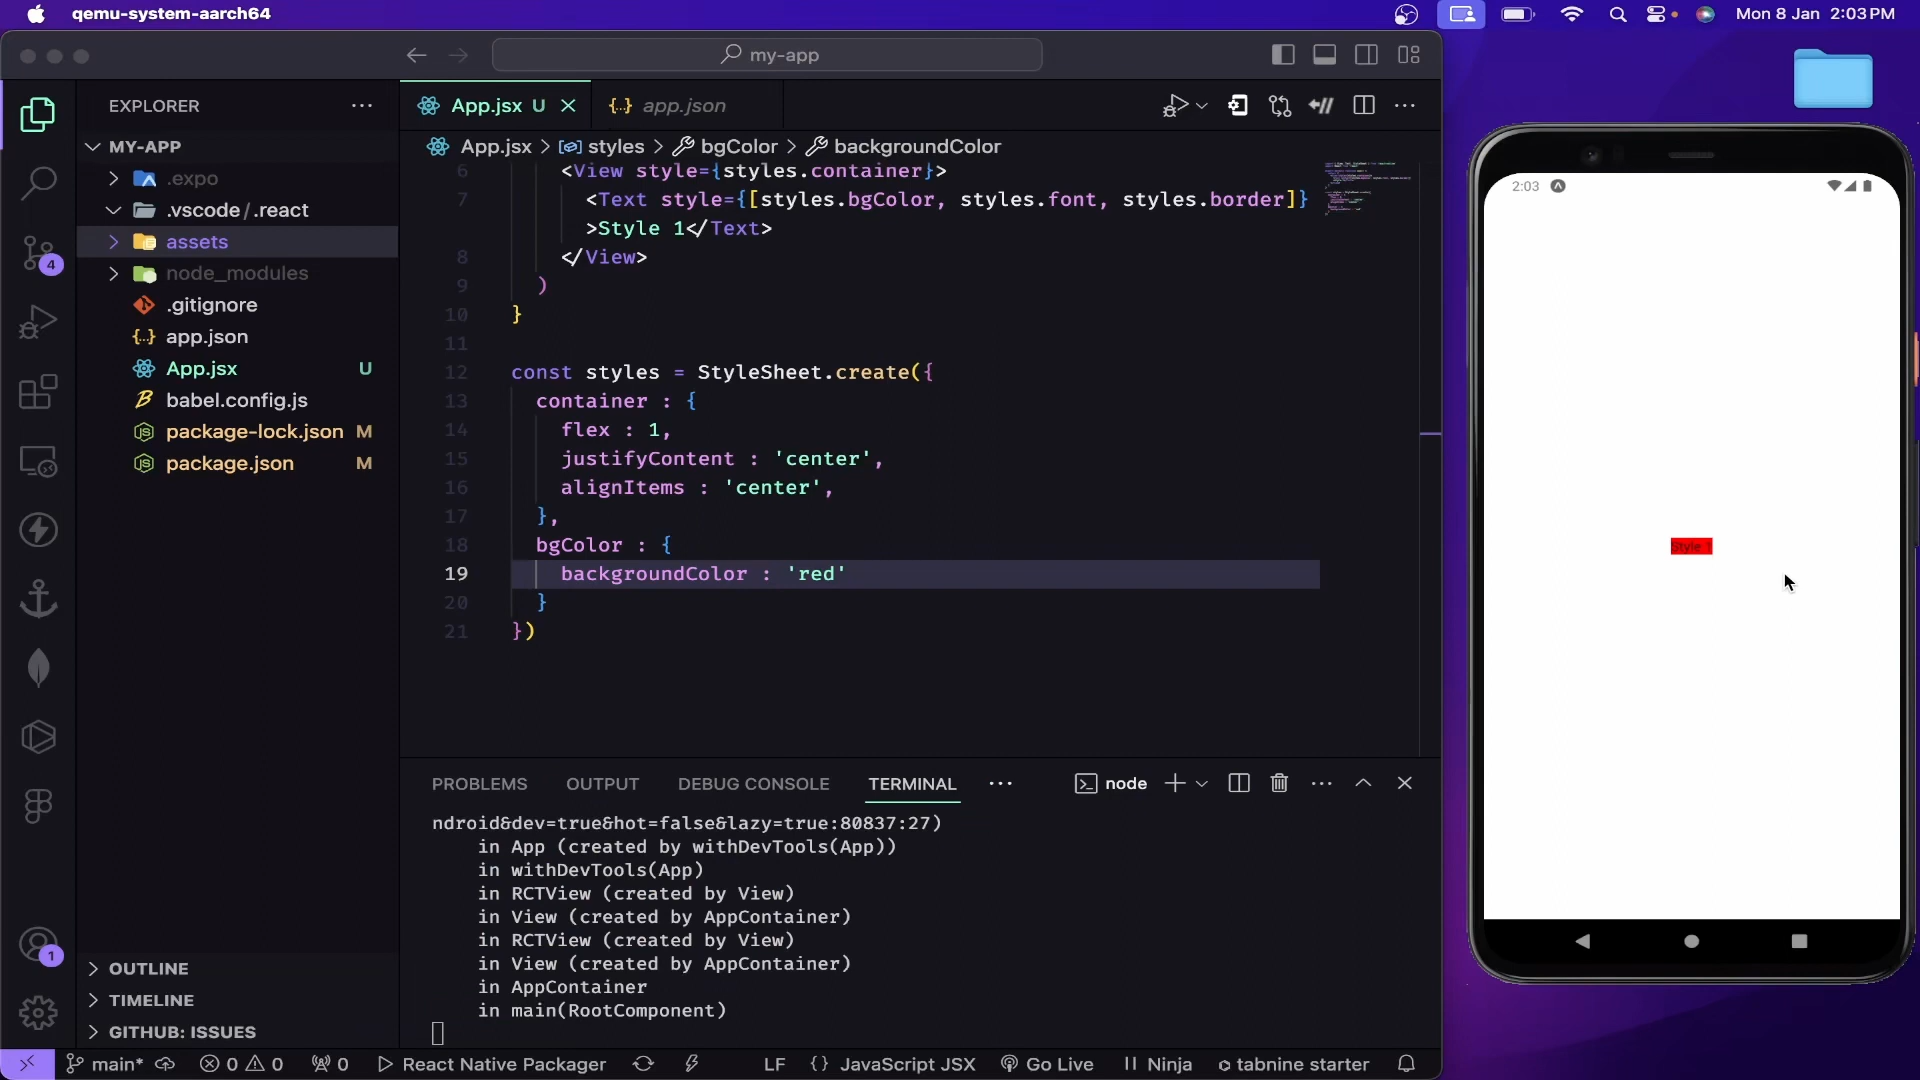 qemu-system-aarch64
Mon 8 Jan 2:03 PM
my-app
EXPLORER
App.jsx U
app.json
MY-APP
.expo
.vscode/.react
assets
node_modules
.gitignore
app.json
App.jsx U
babel.config.js
package-lock.json M
package.json M
4
1
App.jsx > styles > bgColor > backgroundColor
6 <View style={styles.container}>
7 <Text style={[styles.bgColor, styles.font, styles.border]}
>Style 1</Text>
8 </View>
9 )
10 }
11
12 const styles = StyleSheet.create({
13 container : {
14 flex : 1,
15 justifyContent : 'center',
16 alignItems : 'center',
17 },
18 bgColor : {
19 backgroundColor : 'red'
20 }
21 })
PROBLEMS OUTPUT DEBUG CONSOLE TERMINAL
node
ndroid&dev=true&hot=false&lazy=true:80837:27)
in App (created by withDevTools(App))
in withDevTools(App)
in RCTView (created by View)
in View (created by AppContainer)
in RCTView (created by View)
in View (created by AppContainer)
in AppContainer
in main(RootComponent)
OUTLINE
TIMELINE
GITHUB: ISSUES
main* 0 0 0 React Native Packager LF {} JavaScript JSX Go Live Ninja tabnine starter
2:03
Style 1